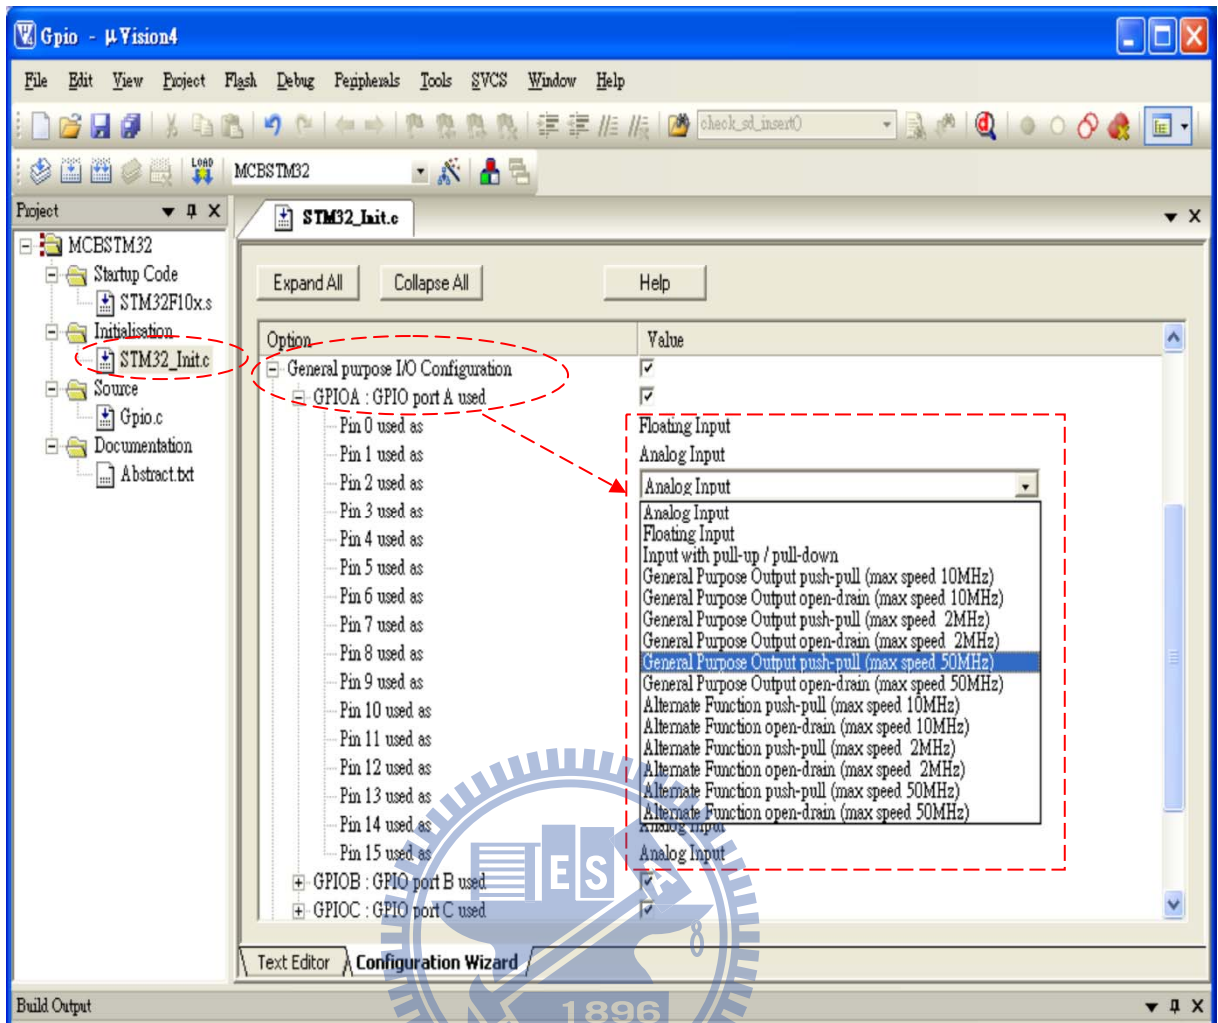 Gpio - µVision4
File Edit View Project Flash Debug Peripherals Tools SVCS Window Help
check_sd_insert()
LOAD MCBSTM32
Project
STM32_Init.c
MCBSTM32
Startup Code
STM32F10x.s
Initialisation
STM32_Init.c
Source
Gpio.c
Documentation
Abstract.txt
Expand All Collapse All Help
Option Value
General purpose I/O Configuration
GPIOA : GPIO port A used
Pin 0 used as Floating Input
Pin 1 used as Analog Input
Pin 2 used as Analog Input
Pin 3 used as
Pin 4 used as
Pin 5 used as
Pin 6 used as
Pin 7 used as
Pin 8 used as
Pin 9 used as
Pin 10 used as
Pin 11 used as
Pin 12 used as
Pin 13 used as
Pin 14 used as Analog Input
Pin 15 used as Analog Input
GPIOB : GPIO port B used
GPIOC : GPIO port C used
Analog Input
Floating Input
Input with pull-up / pull-down
General Purpose Output push-pull (max speed 10MHz)
General Purpose Output open-drain (max speed 10MHz)
General Purpose Output push-pull (max speed 2MHz)
General Purpose Output open-drain (max speed 2MHz)
General Purpose Output push-pull (max speed 50MHz)
General Purpose Output open-drain (max speed 50MHz)
Alternate Function push-pull (max speed 10MHz)
Alternate Function open-drain (max speed 10MHz)
Alternate Function push-pull (max speed 2MHz)
Alternate Function open-drain (max speed 2MHz)
Alternate Function push-pull (max speed 50MHz)
Alternate Function open-drain (max speed 50MHz)
Text Editor Configuration Wizard
Build Output
ES
1896